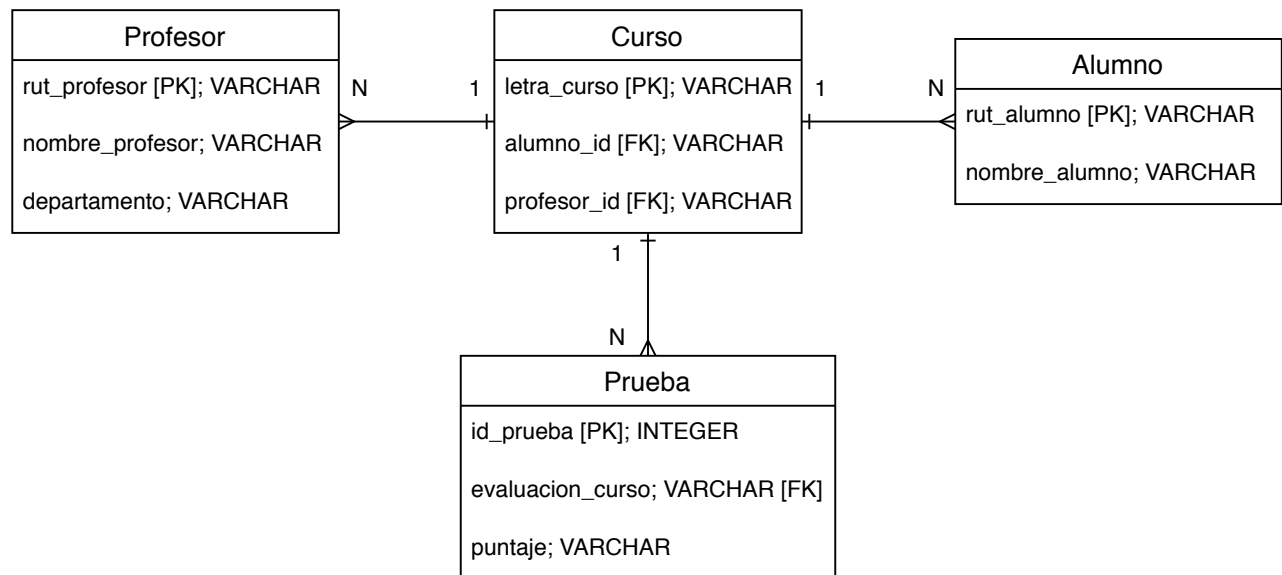 Profesor
rut_profesor [PK]; VARCHAR
nombre_profesor; VARCHAR
departamento; VARCHAR
N
1
Curso
letra_curso [PK]; VARCHAR
alumno_id [FK]; VARCHAR
profesor_id [FK]; VARCHAR
1
N
Alumno
rut_alumno [PK]; VARCHAR
nombre_alumno; VARCHAR
1
N
Prueba
id_prueba [PK]; INTEGER
evaluacion_curso; VARCHAR [FK]
puntaje; VARCHAR